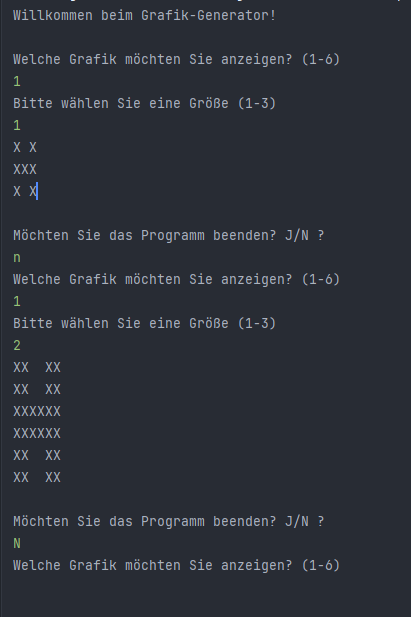 Willkommen beim Grafik-Generator!
Welche Grafik möchten Sie anzeigen? (1-6)
1
Bitte wählen Sie eine Größe (1-3)
1
X X
XXX
X X
Möchten Sie das Programm beenden? J/N ?
n
Welche Grafik möchten Sie anzeigen? (1-6)
1
Bitte wählen Sie eine Größe (1-3)
2
XX  XX
XX  XX
XXXXXX
XXXXXX
XX  XX
XX  XX
Möchten Sie das Programm beenden? J/N ?
N
Welche Grafik möchten Sie anzeigen? (1-6)